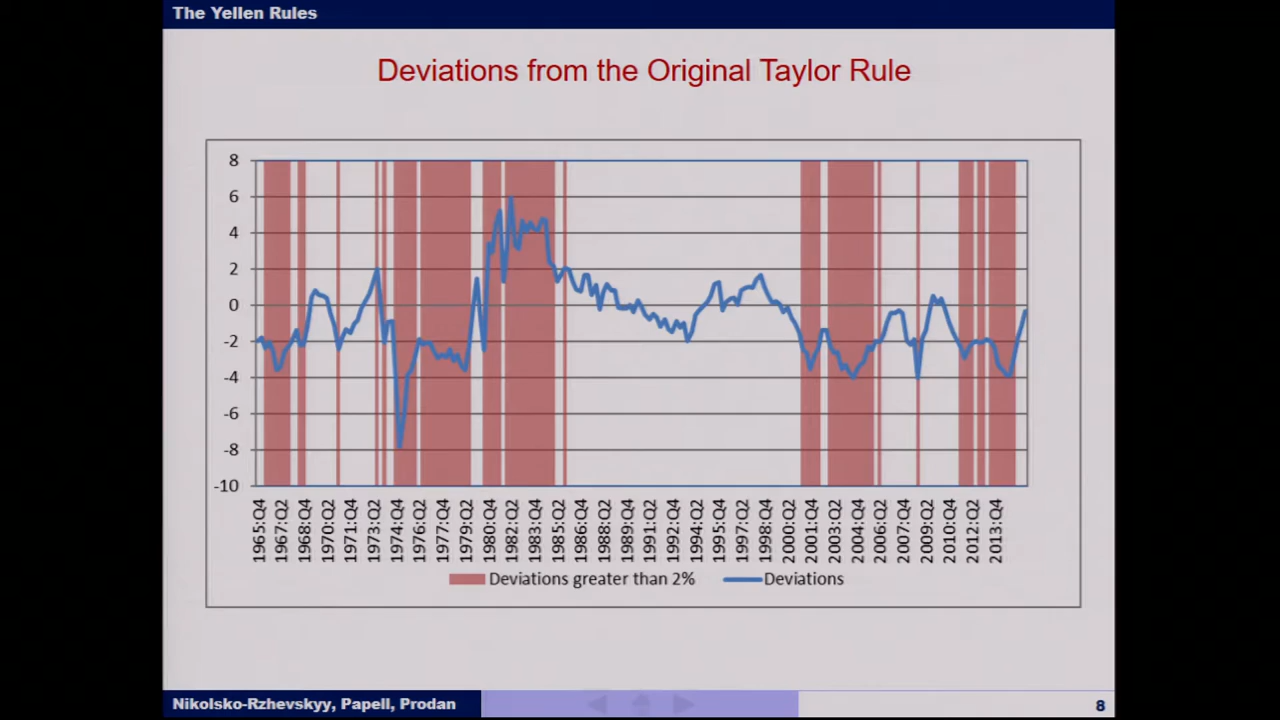 The Yellen Rules
Deviations from the Original Taylor Rule
8
6
4
2
0
-2
-4
-6
-8
-10
1965:Q4
1967:Q2
1968:Q4
1970:Q2
1971:Q4
1973:Q2
1974:Q4
1976:Q2
1977:Q4
1979:Q2
1980:Q4
1982:Q2
1983:Q4
1985:Q2
1986:Q4
1988:Q2
1989:Q4
1991:Q2
1992:Q4
1994:Q2
1995:Q4
1997:Q2
1998:Q4
2000:Q2
2001:Q4
2003:Q2
2004:Q4
2006:Q2
2007:Q4
2009:Q2
2010:Q4
2012:Q2
2013:Q4
Deviations greater than 2% Deviations
Nikolsko-Rzhevskyy, Papell, Prodan 8